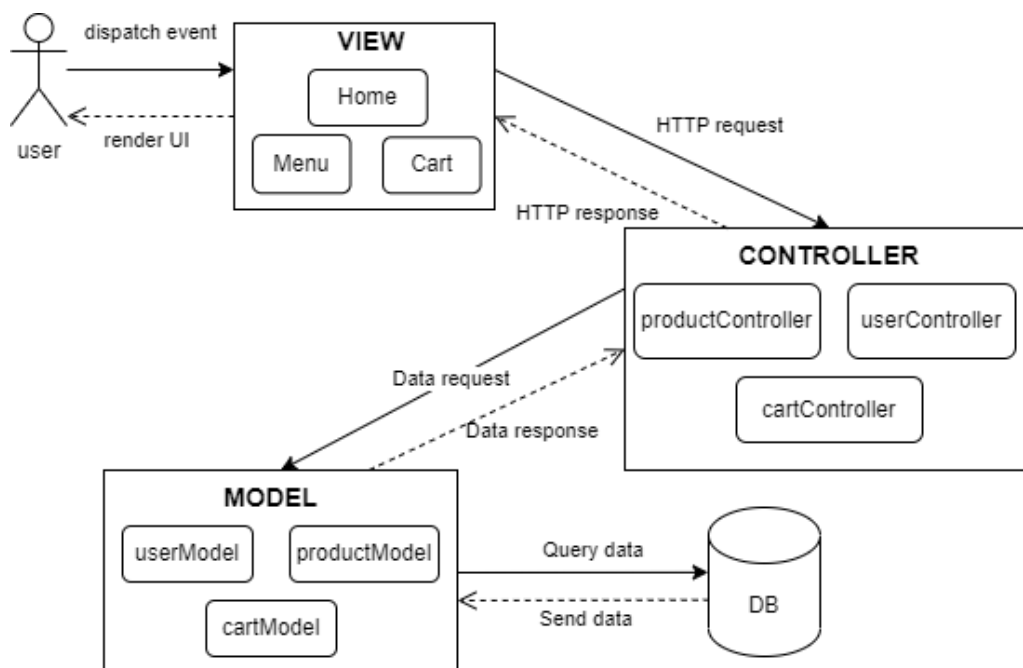 dispatch event
VIEW
Home
HTTP request
user
render UI
Menu
Cart
HTTP response
CONTROLLER
productController
userController
Data request
cartController
Data response
MODEL
userModel
productModel
Query data
cartModel
Send data
DB